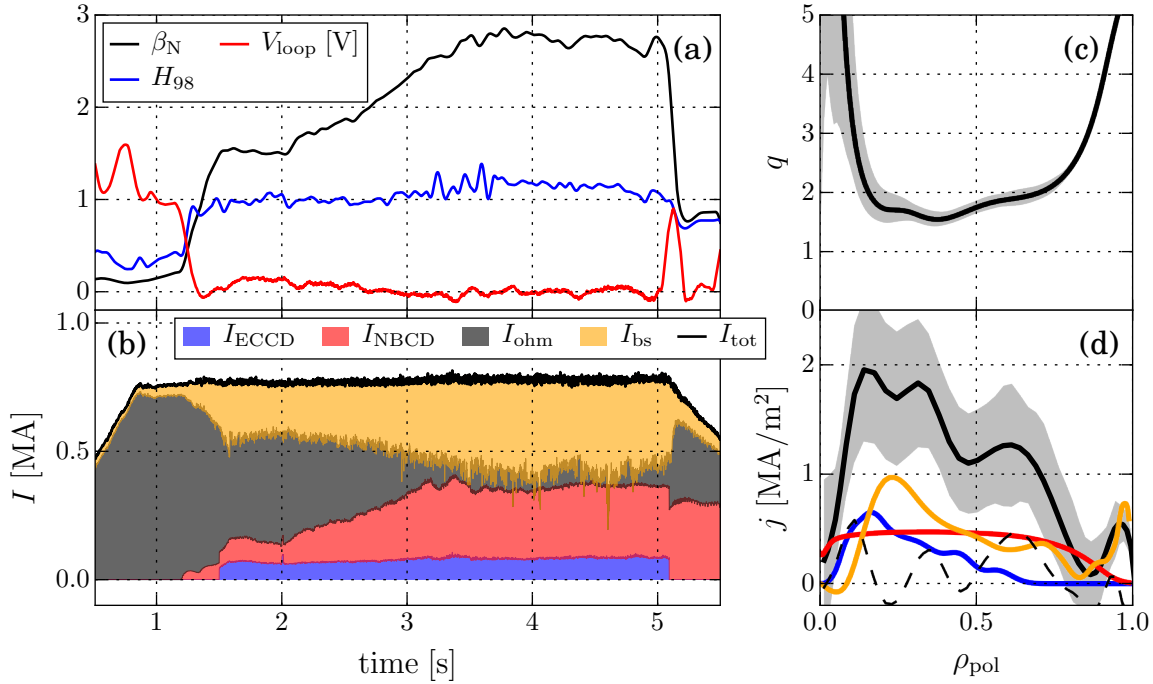 3
2
1
0
β_N
V_loop [V]
H_98
(a)
1.0
0.5
0.0
I [MA]
(b)
I_ECCD
I_NBCD
I_ohm
I_bs
I_tot
1
2
3
4
5
time [s]
5
4
3
2
1
0
q
(c)
2
1
0
j [MA/m²]
(d)
0.0
0.5
1.0
ρ_pol